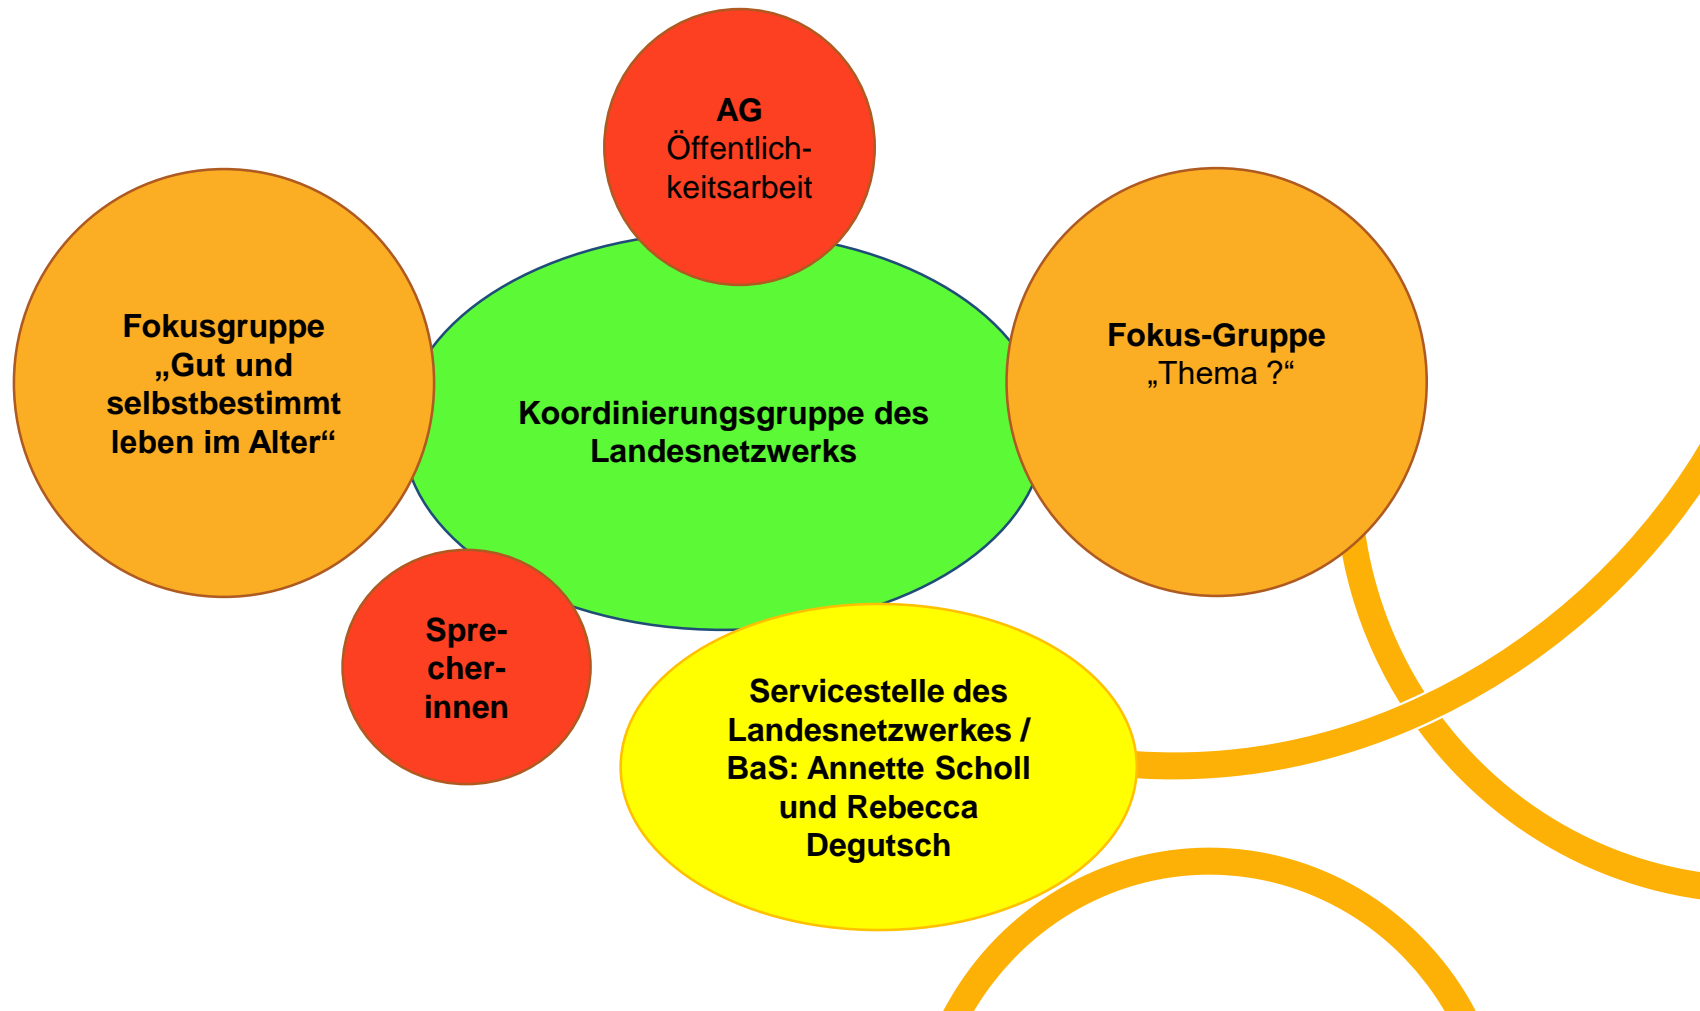 AG
Öffentlich-
keitsarbeit
Fokusgruppe
„Gut und
selbstbestimmt
leben im Alter“
Fokus-Gruppe
„Thema ?“
Koordinierungsgruppe des
Landesnetzwerks
Spre-
cher-
innen
Servicestelle des
Landesnetzwerkes /
BaS: Annette Scholl
und Rebecca
Degutsch